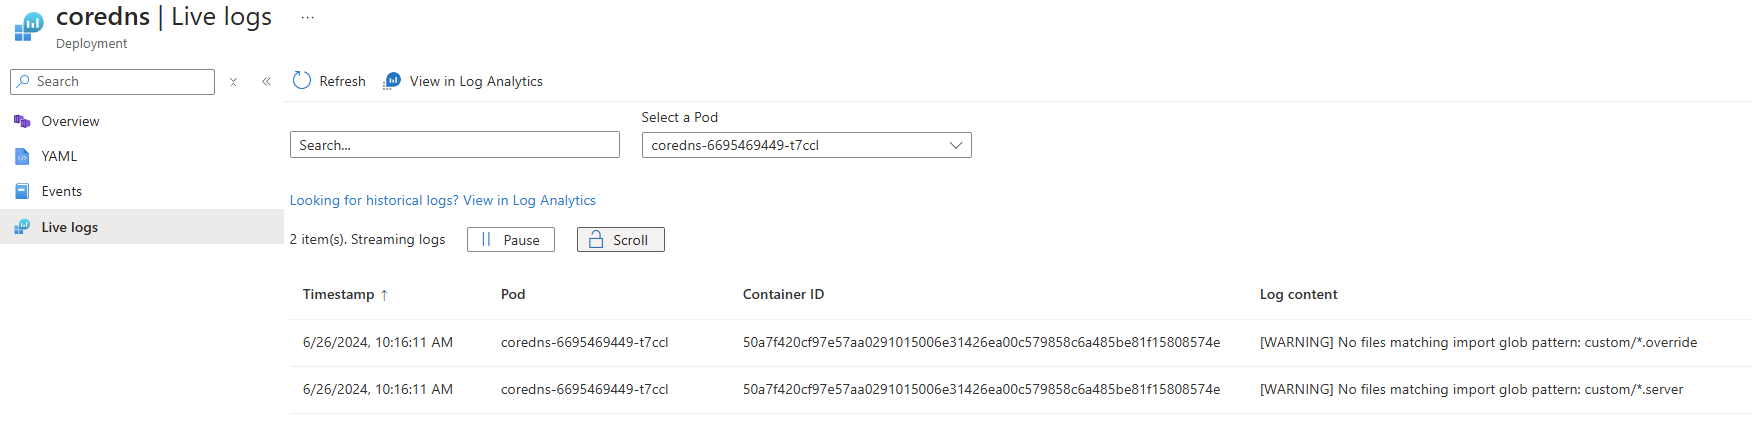 coredns | Live logs ...
Deployment
Search
Refresh
View in Log Analytics
Overview
YAML
Events
Live logs
Select a Pod
Search...
coredns-6695469449-t7ccl
Looking for historical logs? View in Log Analytics
2 item(s). Streaming logs
Pause
Scroll
Timestamp ↑ Pod Container ID Log content
6/26/2024, 10:16:11 AM coredns-6695469449-t7ccl 50a7f420cf97e57aa0291015006e31426ea00c579858c6a485be81f15808574e [WARNING] No files matching import glob pattern: custom/*.override
6/26/2024, 10:16:11 AM coredns-6695469449-t7ccl 50a7f420cf97e57aa0291015006e31426ea00c579858c6a485be81f15808574e [WARNING] No files matching import glob pattern: custom/*.server